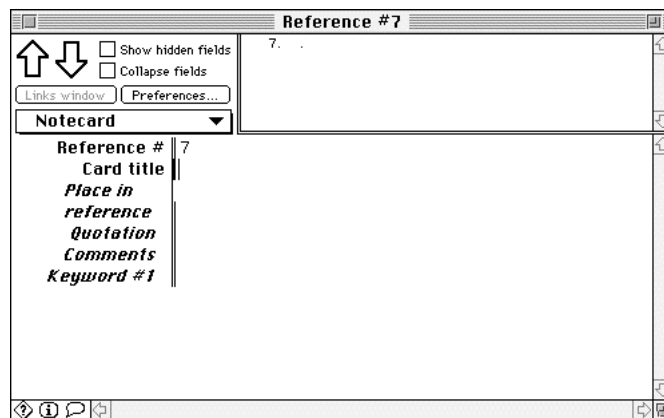 Reference #7
Show hidden fields
Collapse fields
Links window
Preferences...
Notecard
7. .
Reference # 7
Card title
Place in
reference
Quotation
Comments
Keyword #1